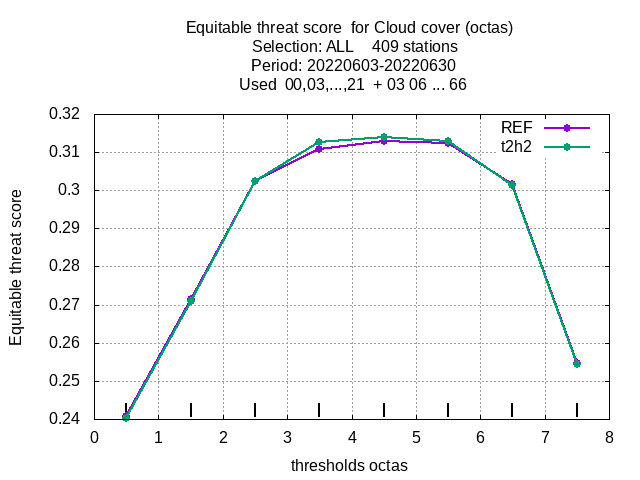 Equitable threat score  for Cloud cover (octas)
Selection: ALL    409 stations
Period: 20220603-20220630
Used  00,03,...,21  + 03 06 ... 66
REF
t2h2
0.32
0.31
0.3
0.29
0.28
0.27
0.26
0.25
0.24
Equitable threat score
0 1 2 3 4 5 6 7 8
thresholds octas